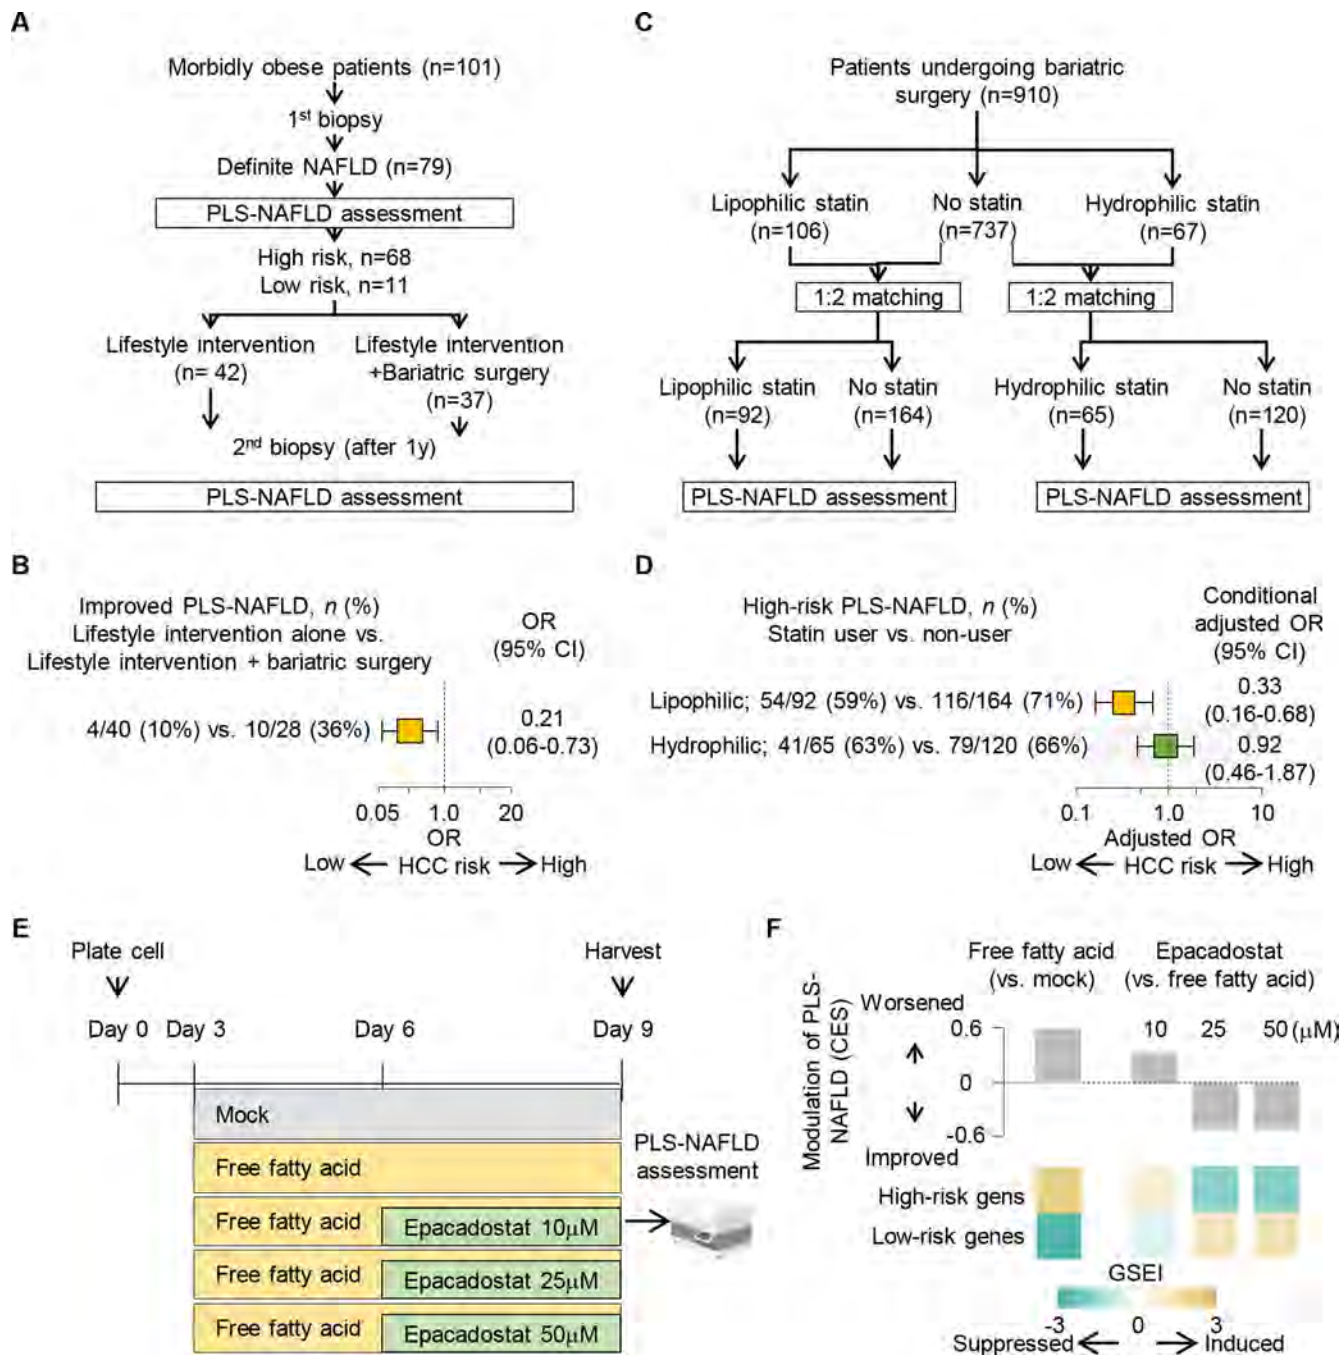 A
Morbidly obese patients (n=101)
1st biopsy
Definite NAFLD (n=79)
PLS-NAFLD assessment
High risk, n=68
Low risk, n=11
Lifestyle intervention
(n= 42)
Lifestyle intervention
+Bariatric surgery
(n=37)
2nd biopsy (after 1y)
PLS-NAFLD assessment
C
Patients undergoing bariatric
surgery (n=910)
Lipophilic statin
(n=106)
No statin
(n=737)
Hydrophilic statin
(n=67)
1:2 matching
1:2 matching
Lipophilic statin
(n=92)
No statin
(n=164)
Hydrophilic statin
(n=65)
No statin
(n=120)
PLS-NAFLD assessment
PLS-NAFLD assessment
B
Improved PLS-NAFLD, n (%)
Lifestyle intervention alone vs.
Lifestyle intervention + bariatric surgery
OR
(95% CI)
4/40 (10%) vs. 10/28 (36%)
0.21
(0.06-0.73)
0.05 1.0 20
OR
Low HCC risk High
D
High-risk PLS-NAFLD, n (%)
Statin user vs. non-user
Conditional
adjusted OR
(95% CI)
Lipophilic; 54/92 (59%) vs. 116/164 (71%)
0.33
(0.16-0.68)
Hydrophilic; 41/65 (63%) vs. 79/120 (66%)
0.92
(0.46-1.87)
0.1 1.0 10
Adjusted OR
Low HCC risk High
E
Plate cell Harvest
Day 0 Day 3 Day 6 Day 9
Mock
Free fatty acid
Free fatty acid Epacadostat 10μM
Free fatty acid Epacadostat 25μM
Free fatty acid Epacadostat 50μM
PLS-NAFLD
assessment
F
Free fatty acid
(vs. mock)
Epacadostat
(vs. free fatty acid)
Modulation of PLS-
NAFLD (CES)
Worsened
Improved
0.6
0
-0.6
10 25 50 (μM)
High-risk gens
Low-risk genes
GSEI
-3 0 3
Suppressed Induced